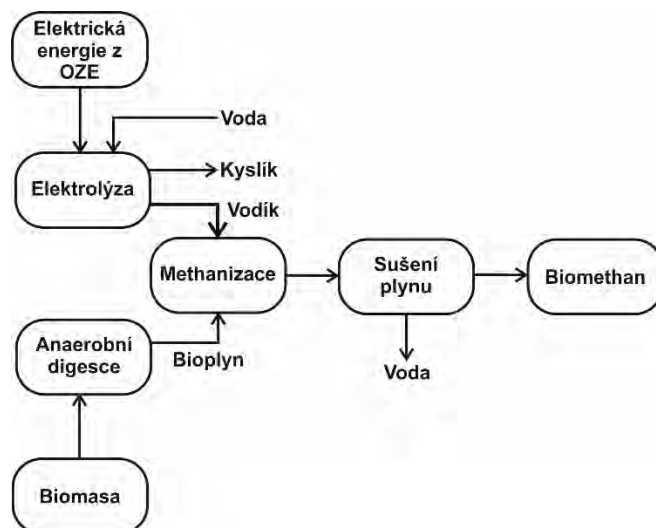 Elektrická
energie z
OZE
Voda
Elektrolýza
Kyslík
Vodík
Methanizace
Sušení
plynu
Biomethan
Anaerobní
digesce
Bioplyn
Voda
Biomasa